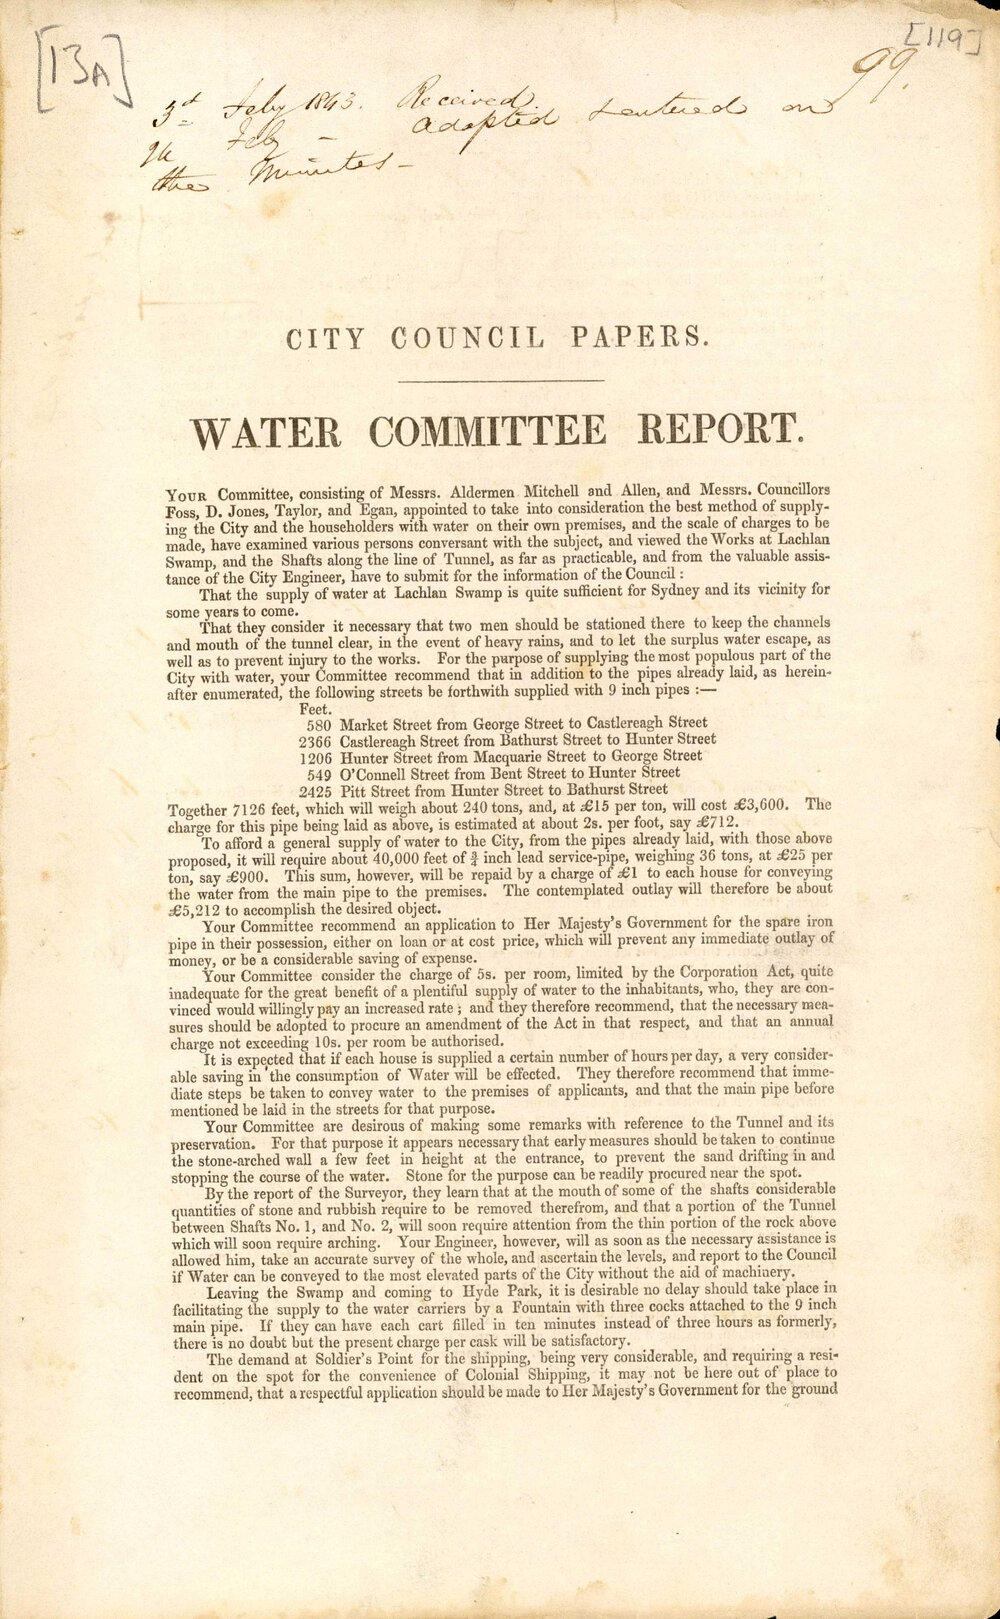 [13A]
[119]
99.
3d Feby 1843. Received.
Feby — Adopted & entered on
the Minutes —
CITY COUNCIL PAPERS.
WATER COMMITTEE REPORT.
YOUR Committee, consisting of Messrs. Aldermen Mitchell and Allen, and Messrs. Councillors
Foss, D. Jones, Taylor, and Egan, appointed to take into consideration the best method of supply-
ing the City and the householders with water on their own premises, and the scale of charges to be
made, have examined various persons conversant with the subject, and viewed the Works at Lachlan
Swamp, and the Shafts along the line of Tunnel, as far as practicable, and from the valuable assis-
tance of the City Engineer, have to submit for the information of the Council :
That the supply of water at Lachlan Swamp is quite sufficient for Sydney and its vicinity for
some years to come.
That they consider it necessary that two men should be stationed there to keep the channels
and mouth of the tunnel clear, in the event of heavy rains, and to let the surplus water escape, as
well as to prevent injury to the works. For the purpose of supplying the most populous part of the
City with water, your Committee recommend that in addition to the pipes already laid, as herein-
after enumerated, the following streets be forthwith supplied with 9 inch pipes :—
Feet.
580 Market Street from George Street to Castlereagh Street
2366 Castlereagh Street from Bathurst Street to Hunter Street
1206 Hunter Street from Macquarie Street to George Street
549 O'Connell Street from Bent Street to Hunter Street
2425 Pitt Street from Hunter Street to Bathurst Street
Together 7126 feet, which will weigh about 240 tons, and, at £15 per ton, will cost £3,600. The
charge for this pipe being laid as above, is estimated at about 2s. per foot, say £712.
To afford a general supply of water to the City, from the pipes already laid, with those above
proposed, it will require about 40,000 feet of ¾ inch lead service-pipe, weighing 36 tons, at £25 per
ton, say £900. This sum, however, will be repaid by a charge of £1 to each house for conveying
the water from the main pipe to the premises. The contemplated outlay will therefore be about
£5,212 to accomplish the desired object.
Your Committee recommend an application to Her Majesty's Government for the spare iron
pipe in their possession, either on loan or at cost price, which will prevent any immediate outlay of
money, or be a considerable saving of expense.
Your Committee consider the charge of 5s. per room, limited by the Corporation Act, quite
inadequate for the great benefit of a plentiful supply of water to the inhabitants, who, they are con-
vinced would willingly pay an increased rate ; and they therefore recommend, that the necessary mea-
sures should be adopted to procure an amendment of the Act in that respect, and that an annual
charge not exceeding 10s. per room be authorised.
It is expected that if each house is supplied a certain number of hours per day, a very consider-
able saving in the consumption of Water will be effected. They therefore recommend that imme-
diate steps be taken to convey water to the premises of applicants, and that the main pipe before
mentioned be laid in the streets for that purpose.
Your Committee are desirous of making some remarks with reference to the Tunnel and its
preservation. For that purpose it appears necessary that early measures should be taken to continue
the stone-arched wall a few feet in height at the entrance, to prevent the sand drifting in and
stopping the course of the water. Stone for the purpose can be readily procured near the spot.
By the report of the Surveyor, they learn that at the mouth of some of the shafts considerable
quantities of stone and rubbish require to be removed therefrom, and that a portion of the Tunnel
between Shafts No. 1, and No. 2, will soon require attention from the thin portion of the rock above
which will soon require arching. Your Engineer, however, will as soon as the necessary assistance is
allowed him, take an accurate survey of the whole, and ascertain the levels, and report to the Council
if Water can be conveyed to the most elevated parts of the City without the aid of machinery.
Leaving the Swamp and coming to Hyde Park, it is desirable no delay should take place in
facilitating the supply to the water carriers by a Fountain with three cocks attached to the 9 inch
main pipe. If they can have each cart filled in ten minutes instead of three hours as formerly,
there is no doubt but the present charge per cask will be satisfactory.
The demand at Soldier's Point for the shipping, being very considerable, and requiring a resi-
dent on the spot for the convenience of Colonial Shipping, it may not be here out of place to
recommend, that a respectful application should be made to Her Majesty's Government for the ground